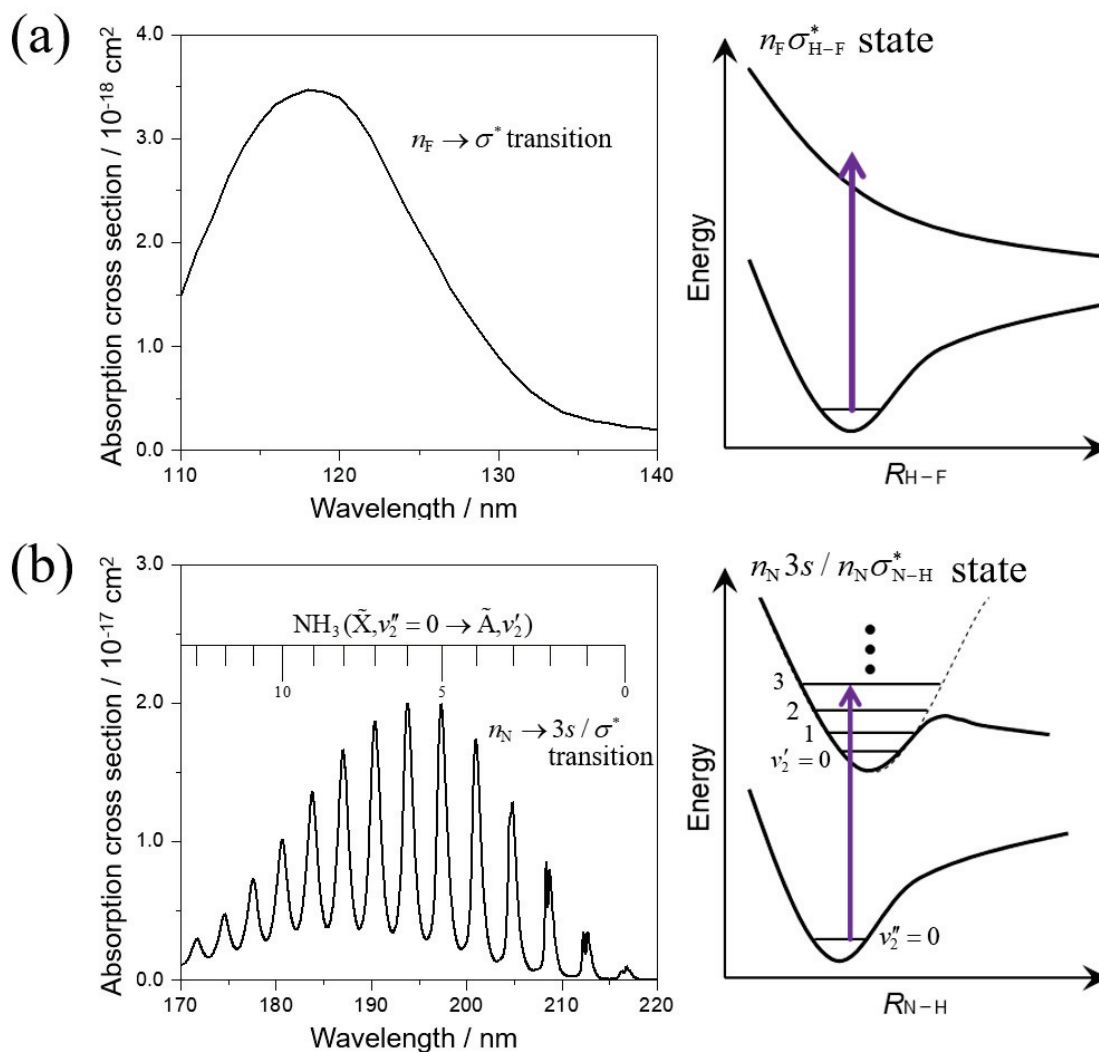 (a)
Absorption cross section / 10⁻¹⁸ cm²
4.0
3.0
2.0
1.0
0.0
n_F → σ* transition
110
120
130
140
Wavelength / nm
n_F σ*_H−F state
Energy
R_H−F
(b)
Absorption cross section / 10⁻¹⁷ cm²
3.0
2.0
1.0
0.0
NH₃(X̃, v₂″ = 0 → Ã, v₂′)
10
5
0
n_N → 3s / σ*
transition
170
180
190
200
210
220
Wavelength / nm
n_N 3s / n_N σ*_N−H state
Energy
3
2
1
v₂′ = 0
v₂″ = 0
R_N−H